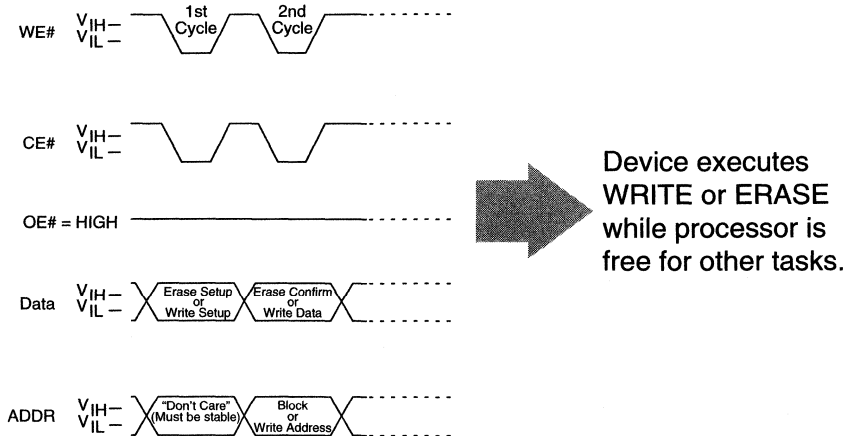 WE#
VIH
VIL
1st
Cycle
2nd
Cycle
CE#
VIH
VIL
OE# = HIGH
Data
VIH
VIL
Erase Setup
or
Write Setup
Erase Confirm
or
Write Data
ADDR
VIH
VIL
"Don't Care"
(Must be stable)
Block
or
Write Address
Device executes
WRITE or ERASE
while processor is
free for other tasks.